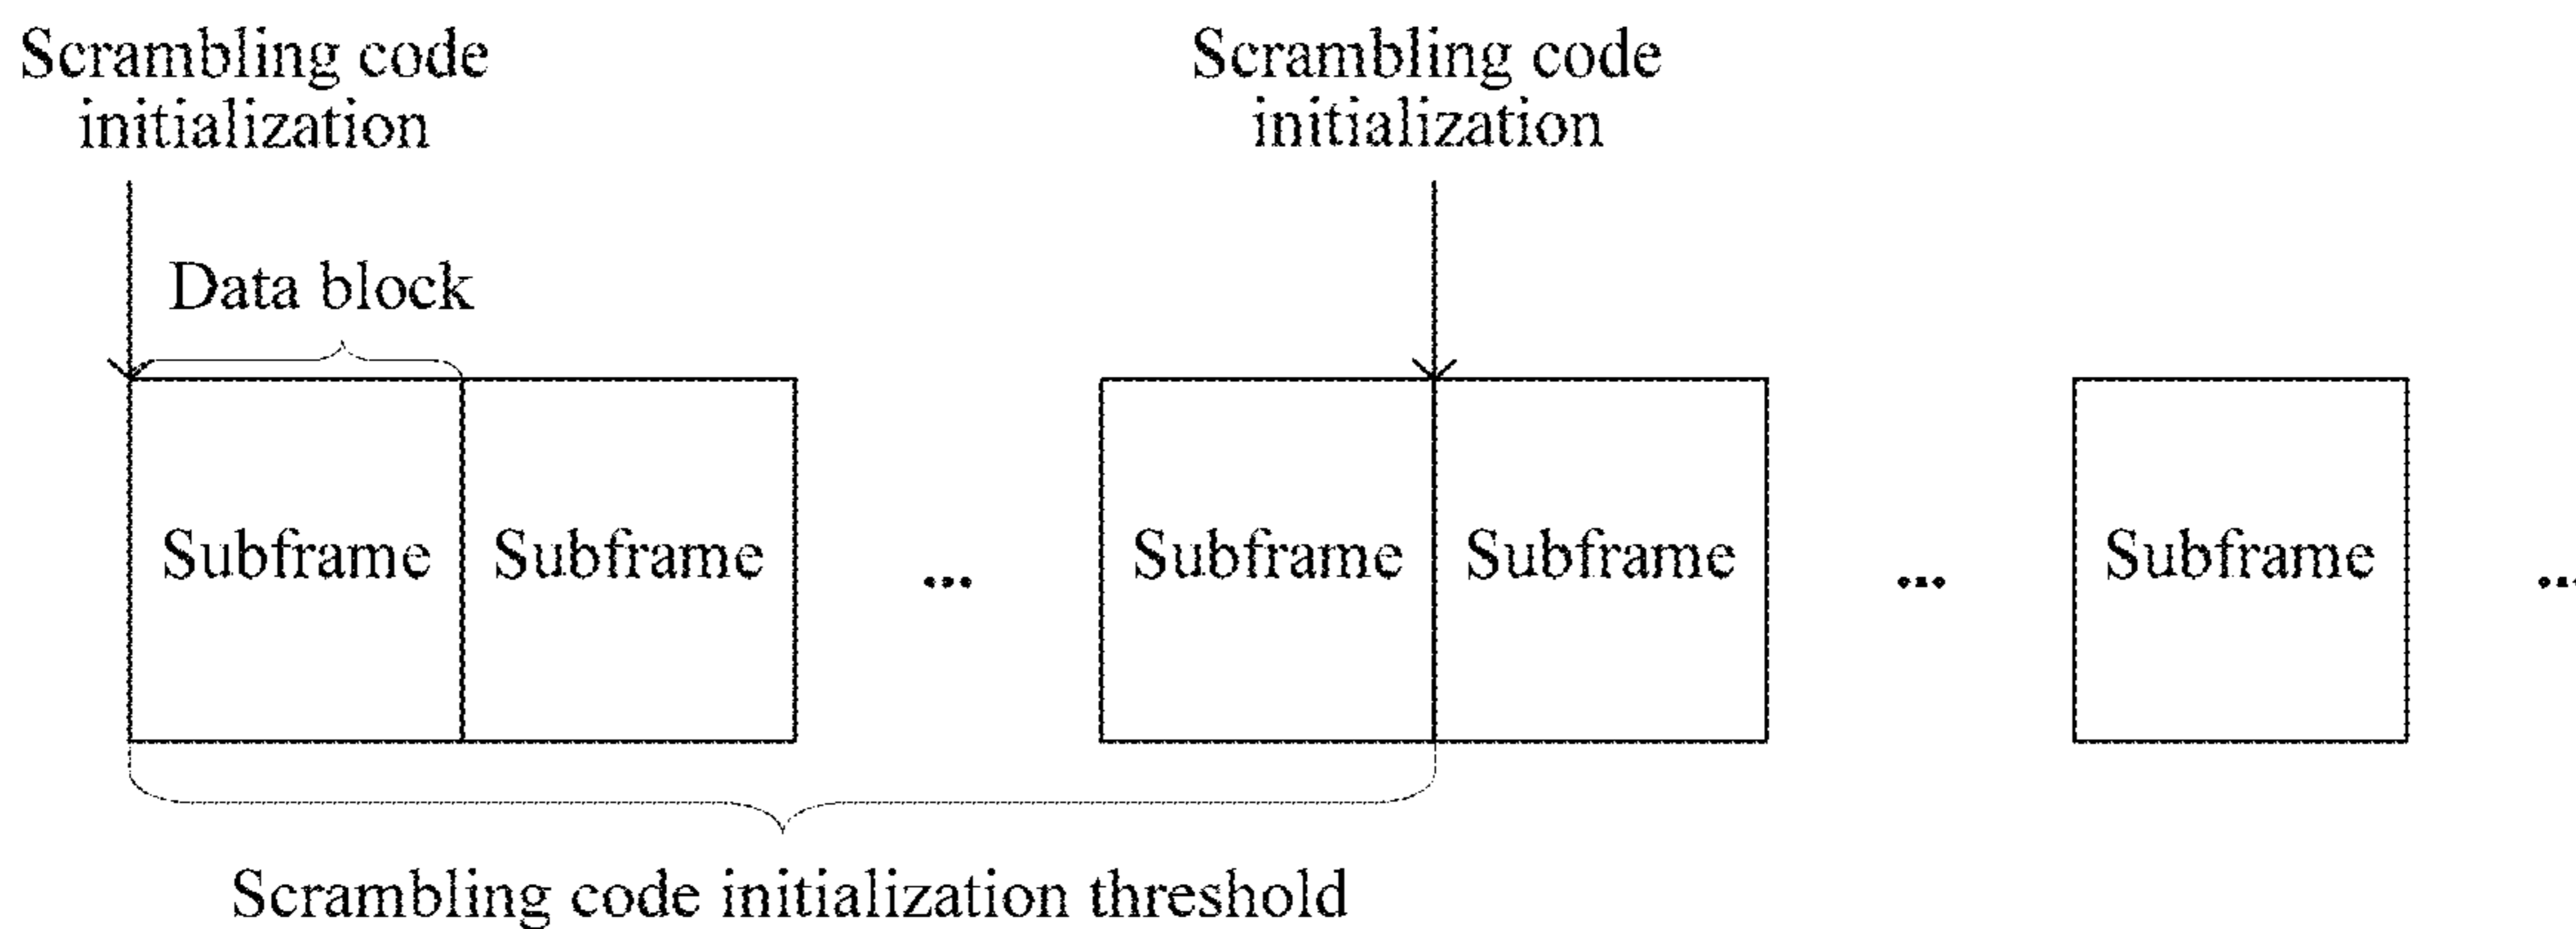 Scrambling code
initialization
Scrambling code
initialization
Data block
Subframe Subframe ... Subframe Subframe ... Subframe ...
Scrambling code initialization threshold